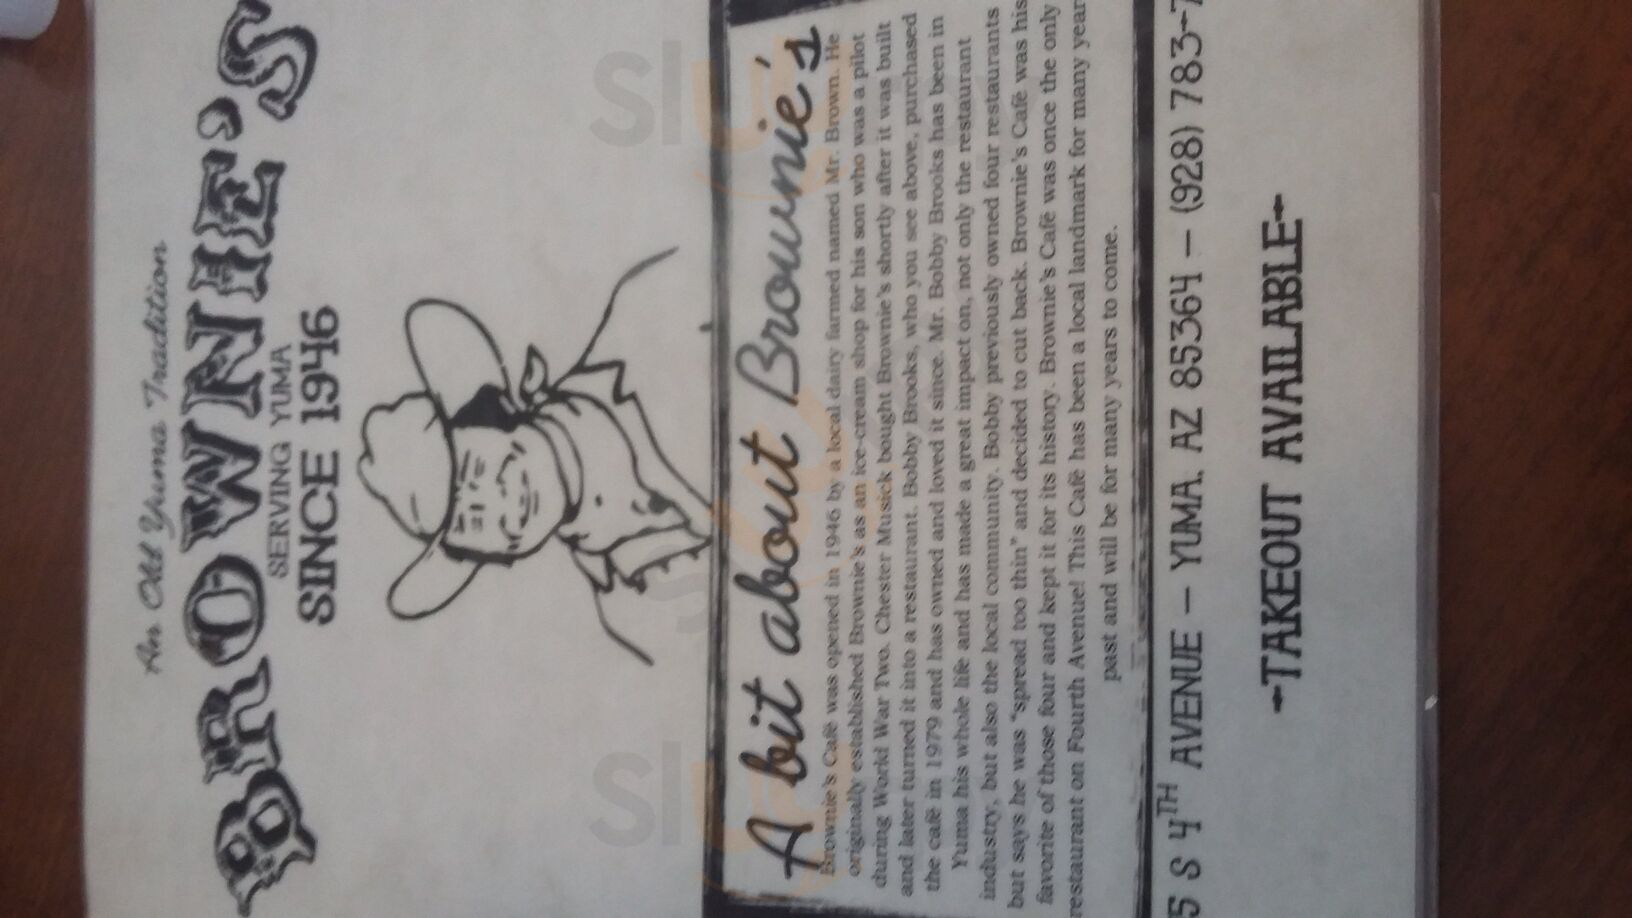 An Old Yuma Tradition
BROWNIE'S
SERVING YUMA
SINCE 1946
A bit about Brownie's
Brownie's Café was opened in 1946 by a local dairy farmed named Mr. Brown. He
originally established Brownie's as an ice-cream shop for his son who was a pilot
during World War Two. Chester Musick bought Brownie's shortly after it was built
and later turned it into a restaurant. Bobby Brooks, who you see above, purchased
the café in 1979 and has owned and loved it since. Mr. Bobby Brooks has been in
Yuma his whole life and has made a great impact on, not only the restaurant
industry, but also the local community. Bobby previously owned four restaurants
but says he was "spread too thin" and decided to cut back. Brownie's Café was his
favorite of those four and kept it for its history. Brownie's Café was once the only
restaurant on Fourth Avenue! This Café has been a local landmark for many year
past and will be for many years to come.
5 S 4TH AVENUE – YUMA, AZ 85364 – (928) 783-7
-TAKEOUT AVAILABLE-